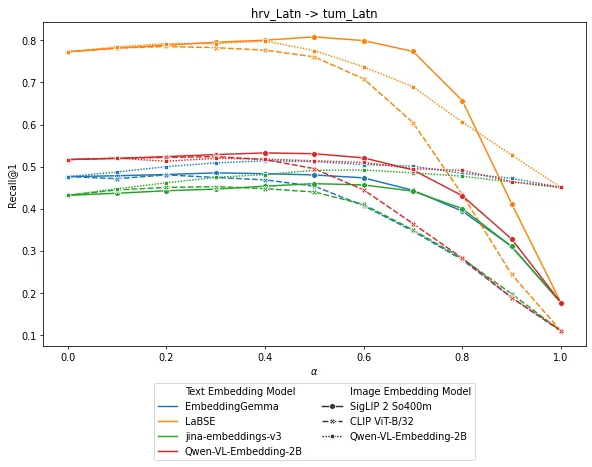 hrv_Latn -> tum_Latn
Recall@1
0.8
0.7
0.6
0.5
0.4
0.3
0.2
0.1
0.0 0.2 0.4 0.6 0.8 1.0
α
Text Embedding Model Image Embedding Model
EmbeddingGemma SigLIP 2 So400m
LaBSE CLIP ViT-B/32
jina-embeddings-v3 Qwen-VL-Embedding-2B
Qwen-VL-Embedding-2B